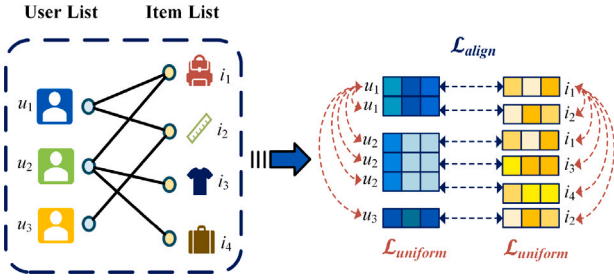 User List Item List
u1
u2
u3
i1
i2
i3
i4
ℒalign
u1
u1
u2
u2
u2
u3
i1
i2
i1
i3
i4
i2
ℒuniform ℒuniform